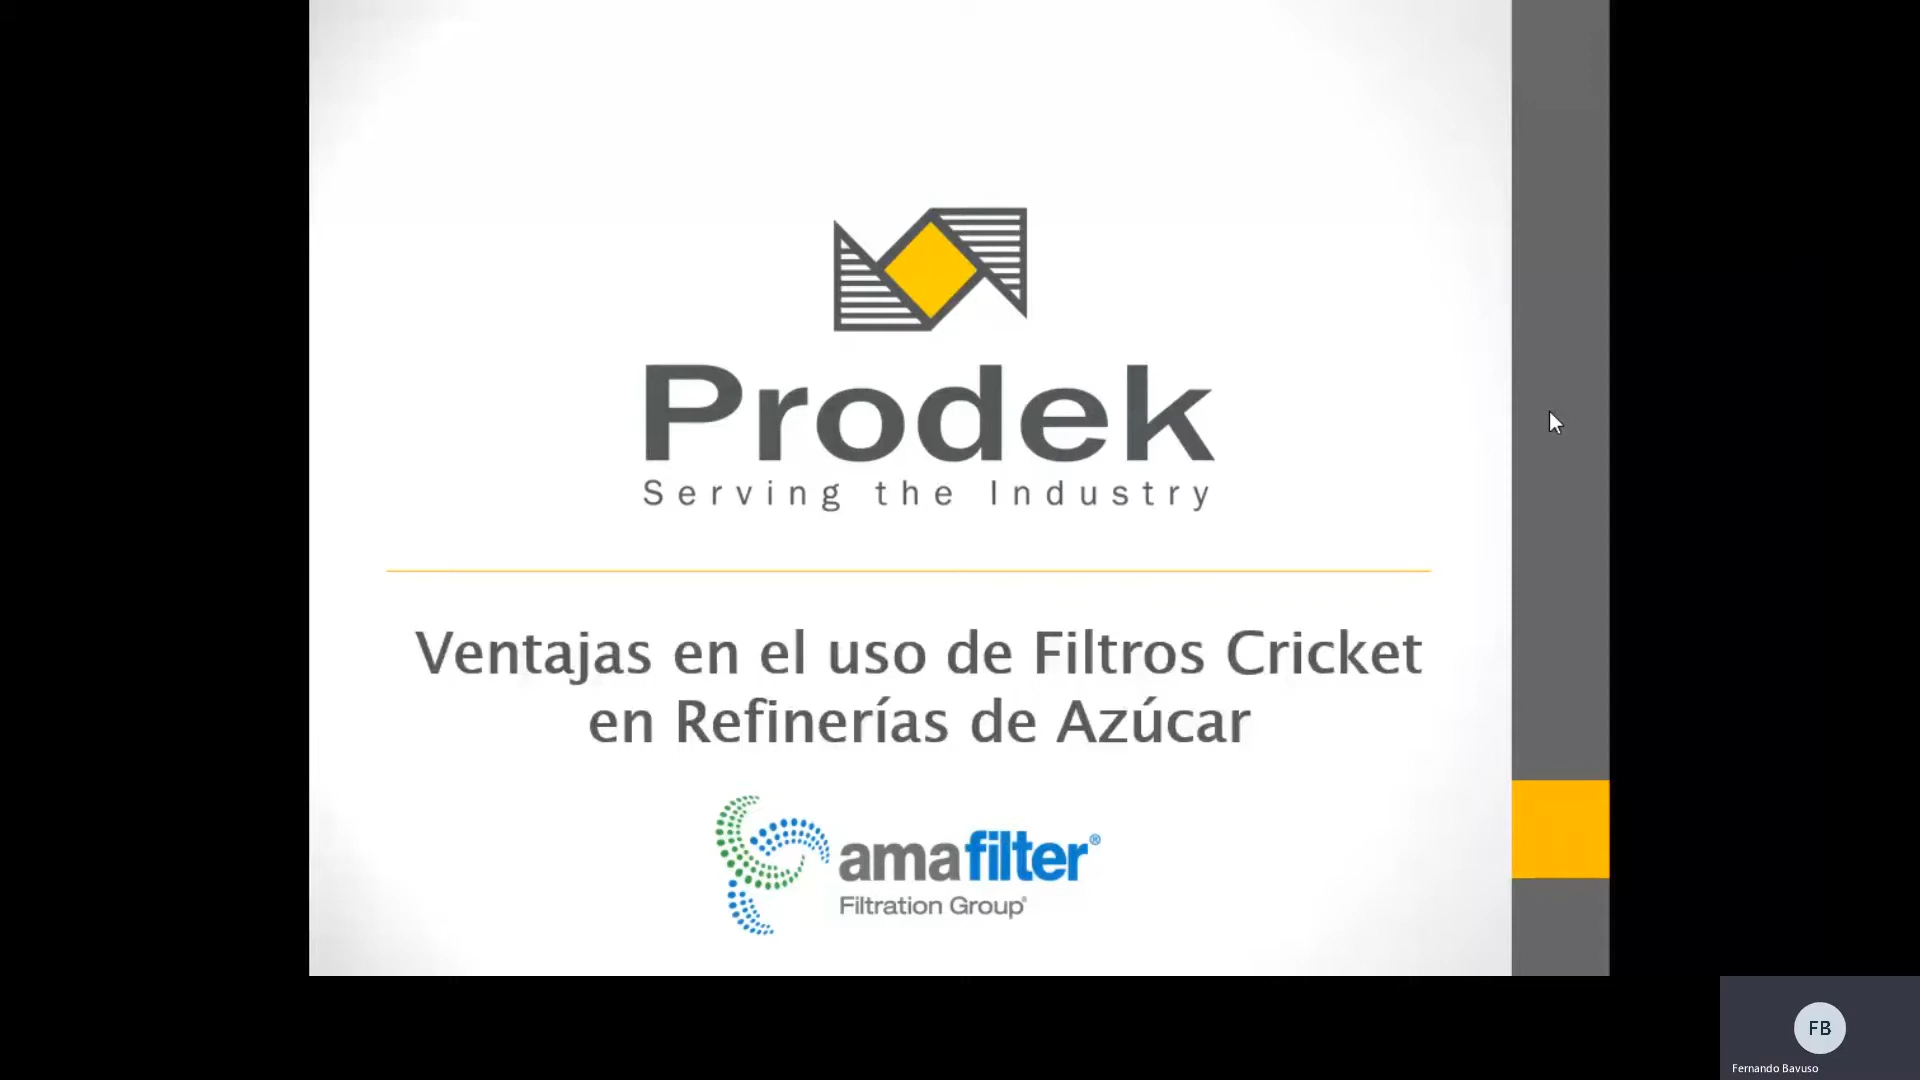 Prodek
Serving the Industry
Ventajas en el uso de Filtros Cricket
en Refinerías de Azúcar
amafilter®
Filtration Group®
FB
Fernando Bavuso